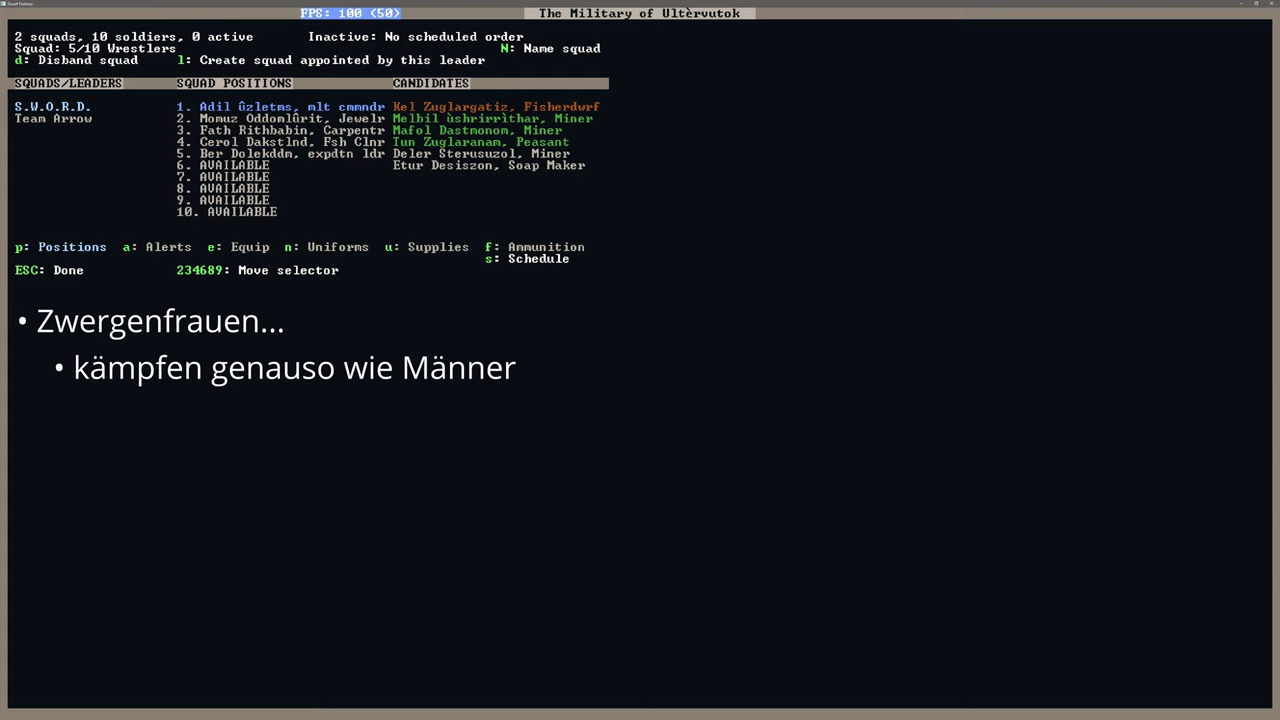 Dwarf Fortress
FPS: 100 (50) The Military of Ultèrvutok
2 squads, 10 soldiers, 0 active Inactive: No scheduled order
Squad: 5/10 Wrestlers N: Name squad
d: Disband squad l: Create squad appointed by this leader
SQUADS/LEADERS SQUAD POSITIONS CANDIDATES
S.W.O.R.D. 1. Adil ûzletms, mlt cmmndr Kel Zuglargatiz, Fisherdwrf
Team Arrow 2. Momuz Oddomlûrit, Jewelr Melbil ùshrirrìthar, Miner
3. Fath Rithbabin, Carpentr Mafol Dastmonom, Miner
4. Cerol Dakstlnd, Fsh Clnr Tun Zuglaranam, Peasant
5. Ber Dolekddm, expdtn ldr Deler Sterusuzol, Miner
6. AVAILABLE Etur Desiszon, Soap Maker
7. AVAILABLE
8. AVAILABLE
9. AVAILABLE
10. AVAILABLE
p: Positions a: Alerts e: Equip n: Uniforms u: Supplies f: Ammunition
s: Schedule
ESC: Done 234689: Move selector
• Zwergenfrauen...
• kämpfen genauso wie Männer